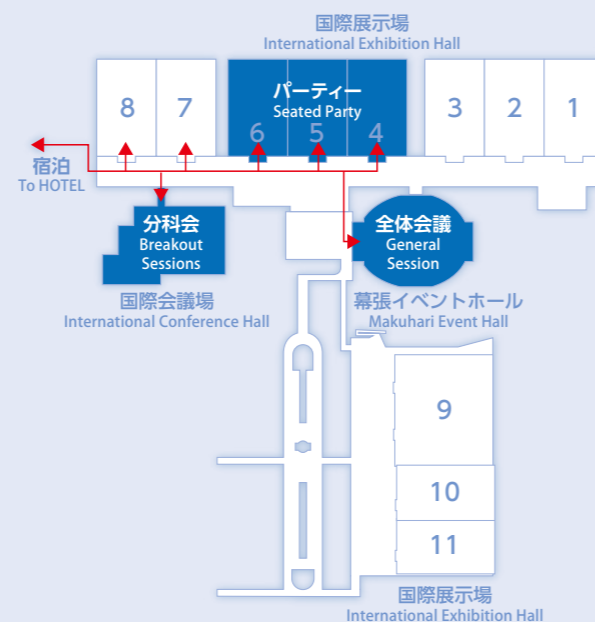 国際展示場
International Exhibition Hall
8
7
パーティー
Seated Party
6
5
4
3
2
1
宿泊
To HOTEL
分科会
Breakout
Sessions
全体会議
General
Session
国際会議場
International Conference Hall
幕張イベントホール
Makuhari Event Hall
9
10
11
国際展示場
International Exhibition Hall